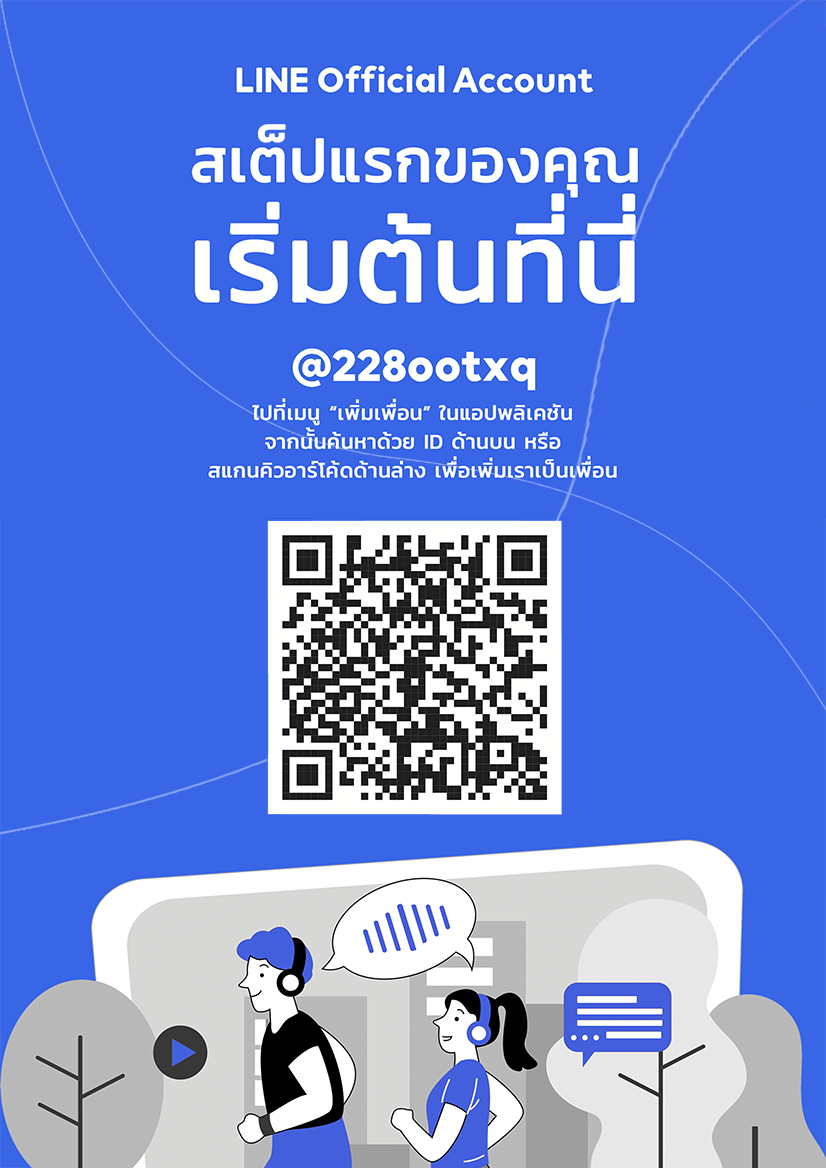 LINE Official Account
สเต็ปแรกของคุณ
เริ่มต้นที่นี่
@228ootxq
ไปที่เมนู “เพิ่มเพื่อน” ในแอปพลิเคชัน
จากนั้นค้นหาด้วย ID ด้านบน หรือ
สแกนคิวอาร์โค้ดด้านล่าง เพื่อเพิ่มเราเป็นเพื่อน